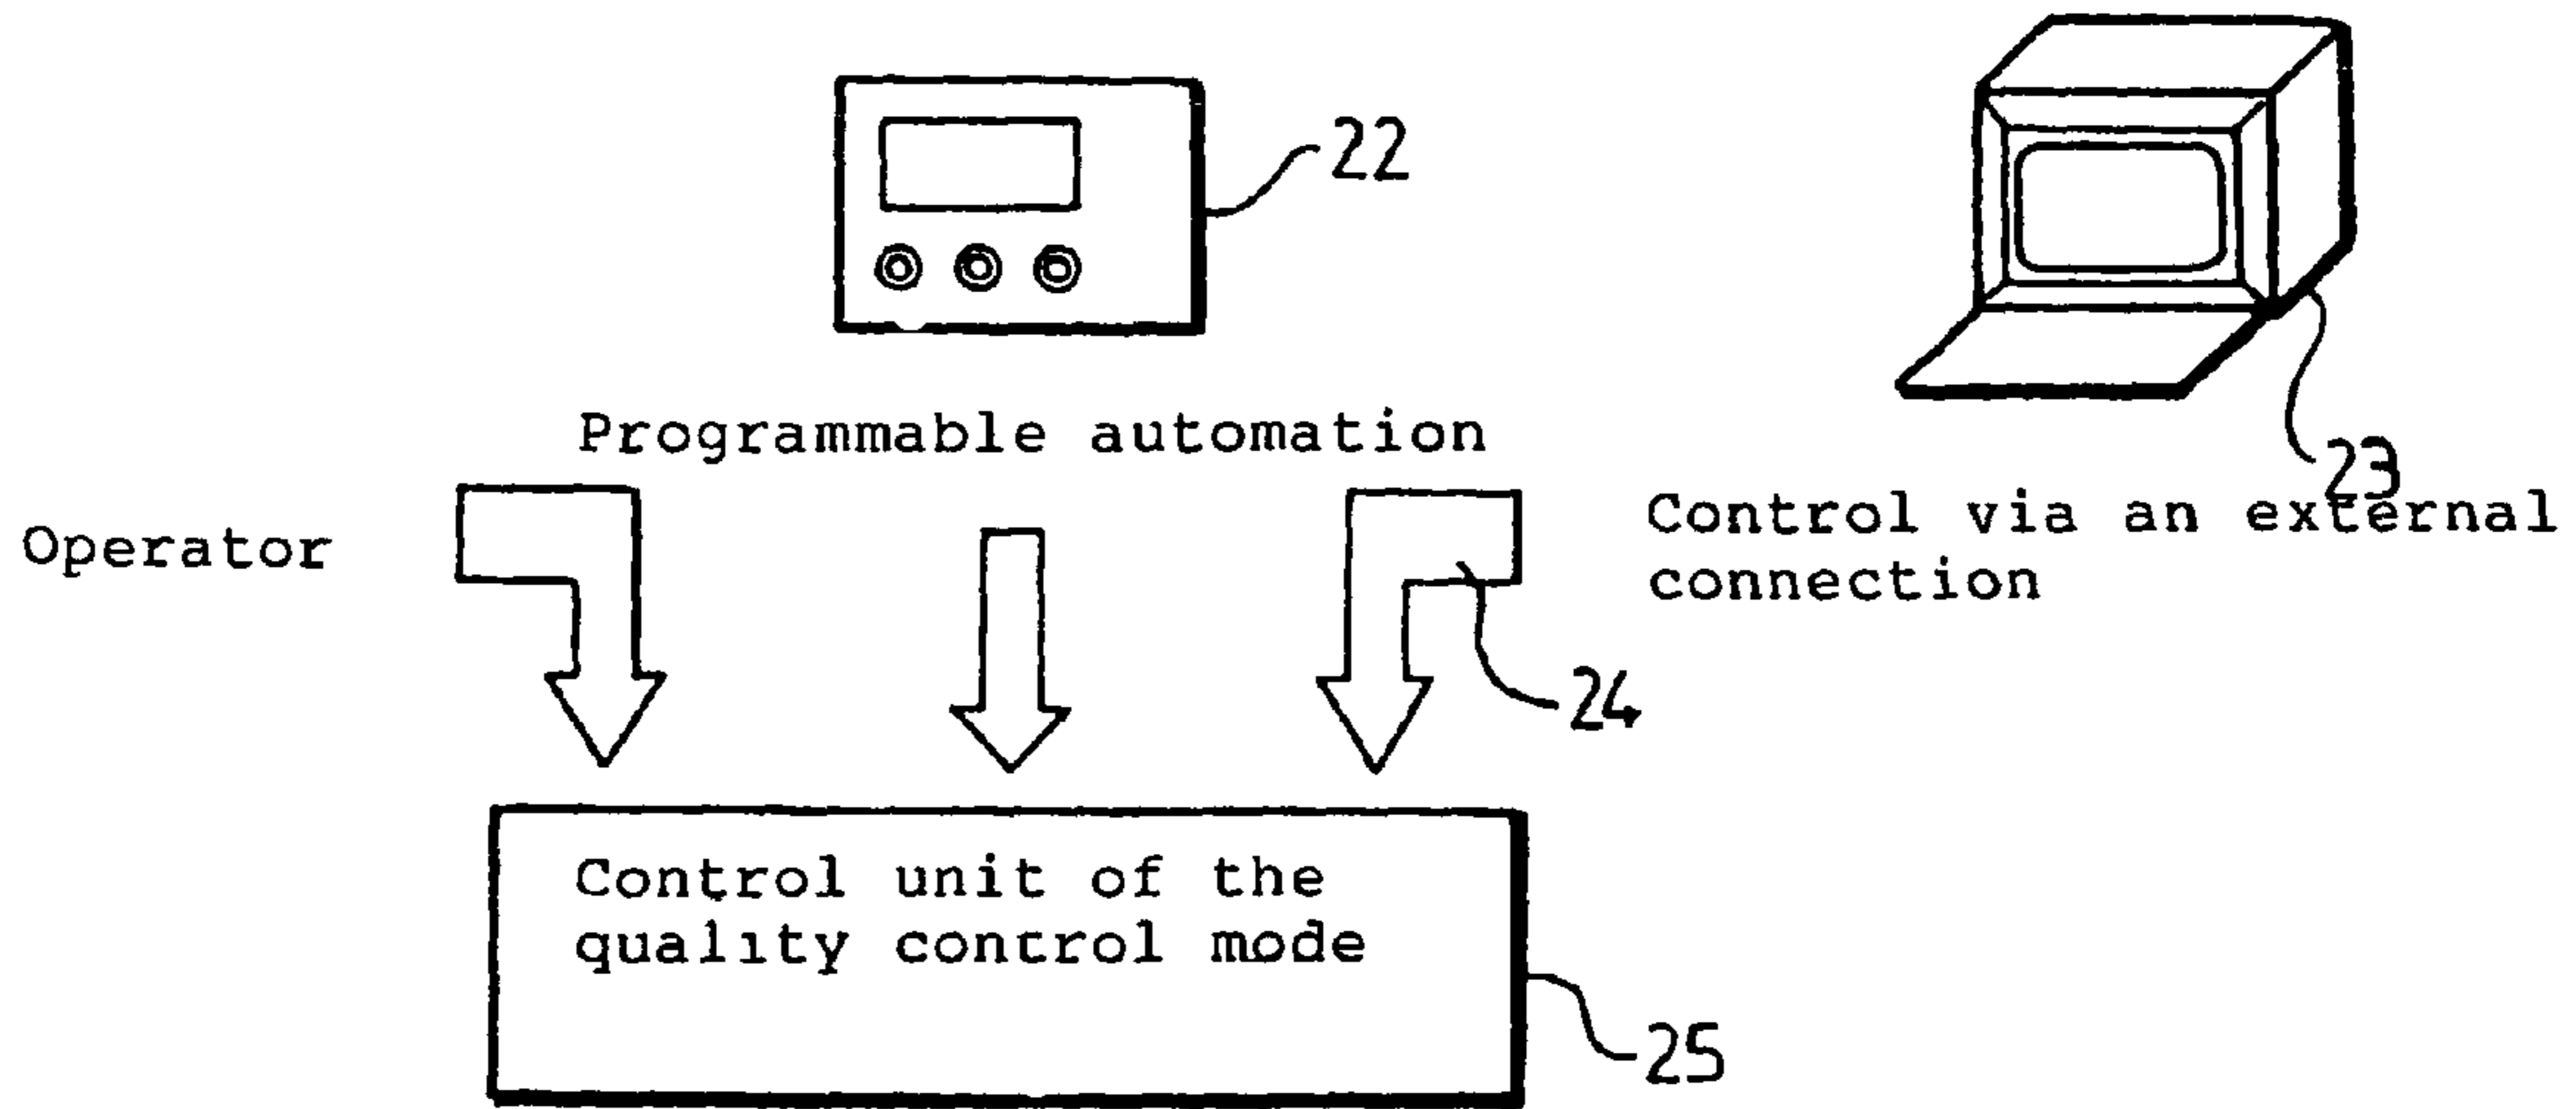 22
Programmable automation
23
Operator
Control via an external
connection
24
Control unit of the
quality control mode
25